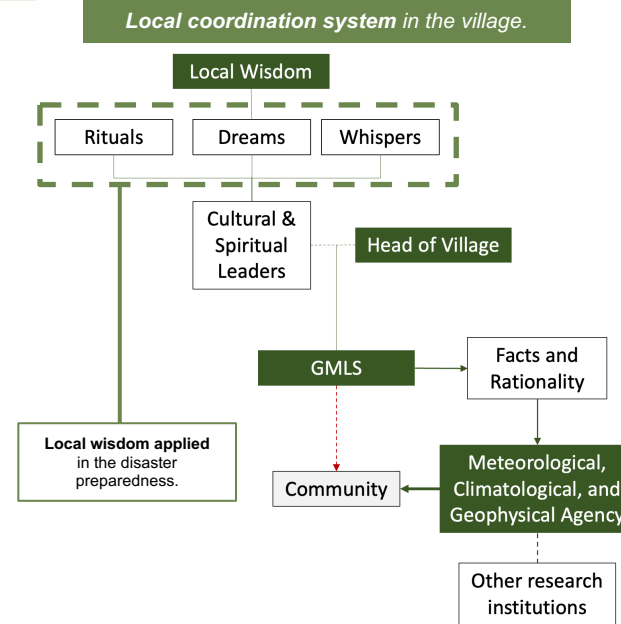 Local coordination system in the village.
Local Wisdom
Rituals
Dreams
Whispers
Cultural &
Spiritual
Leaders
Head of Village
GMLS
Facts and
Rationality
Local wisdom applied
in the disaster
preparedness.
Community
Meteorological,
Climatological, and
Geophysical Agency
Other research
institutions